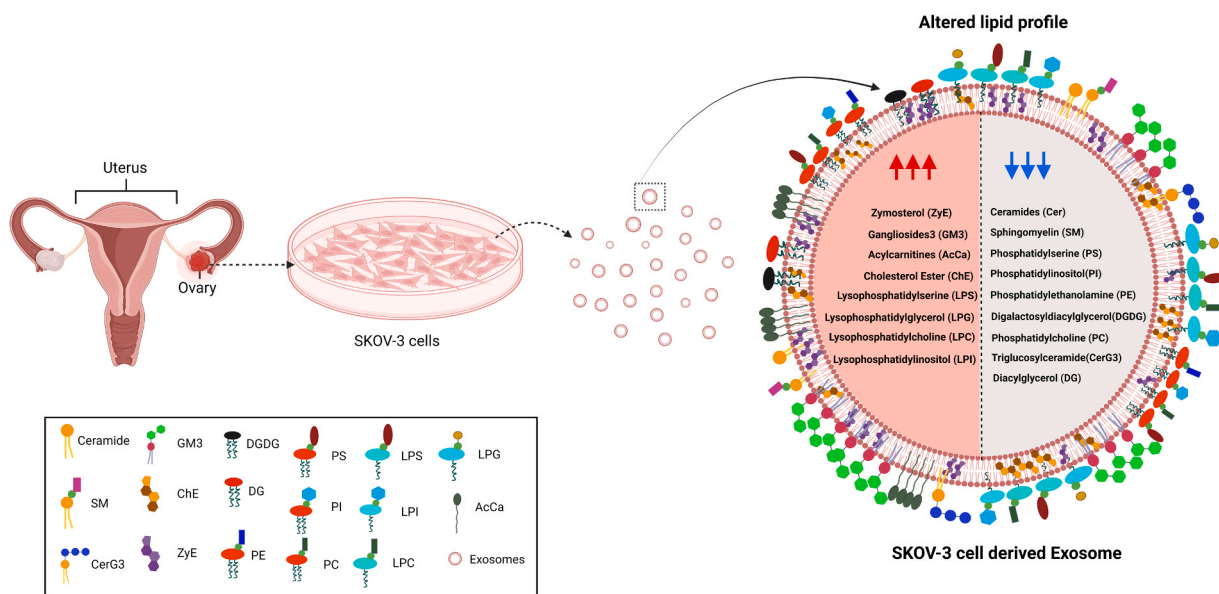 Altered lipid profile
Uterus
Ovary
SKOV-3 cells
Zymosterol (ZyE)
Gangliosides3 (GM3)
Acylcarnitines (AcCa)
Cholesterol Ester (ChE)
Lysophosphatidylserine (LPS)
Lysophosphatidylglycerol (LPG)
Lysophosphatidylcholine (LPC)
Lysophosphatidylinositol (LPI)
Ceramides (Cer)
Sphingomyelin (SM)
Phosphatidylserine (PS)
Phosphatidylinositol(PI)
Phosphatidylethanolamine (PE)
Digalactosyldiacylglycerol(DGDG)
Phosphatidylcholine (PC)
Triglucosylceramide(CerG3)
Diacylglycerol (DG)
SKOV-3 cell derived Exosome
Ceramide
GM3
DGDG
PS
LPS
LPG
SM
ChE
DG
PI
LPI
AcCa
CerG3
ZyE
PE
PC
LPC
Exosomes